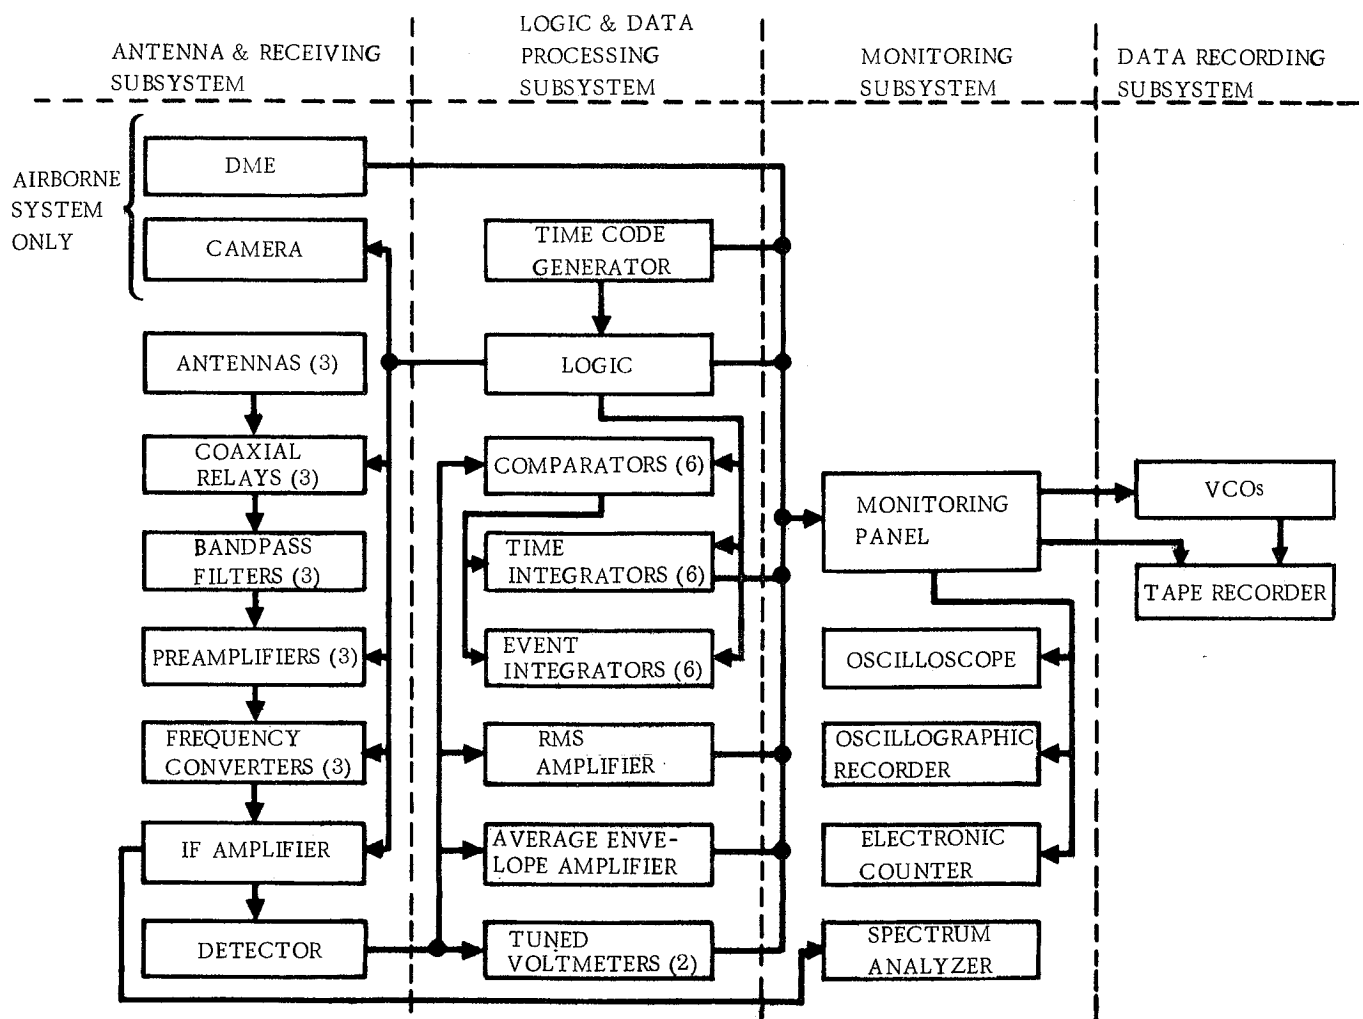 ANTENNA & RECEIVING
SUBSYSTEM
LOGIC & DATA
PROCESSING
SUBSYSTEM
MONITORING
SUBSYSTEM
DATA RECORDING
SUBSYSTEM
AIRBORNE
SYSTEM
ONLY
DME
CAMERA
ANTENNAS (3)
COAXIAL
RELAYS (3)
BANDPASS
FILTERS (3)
PREAMPLIFIERS (3)
FREQUENCY
CONVERTERS (3)
IF AMPLIFIER
DETECTOR
TIME CODE
GENERATOR
LOGIC
COMPARATORS (6)
TIME
INTEGRATORS (6)
EVENT
INTEGRATORS (6)
RMS
AMPLIFIER
AVERAGE ENVE-
LOPE AMPLIFIER
TUNED
VOLTMETERS (2)
MONITORING
PANEL
OSCILLOSCOPE
OSCILLOGRAPHIC
RECORDER
ELECTRONIC
COUNTER
SPECTRUM
ANALYZER
VCOs
TAPE RECORDER